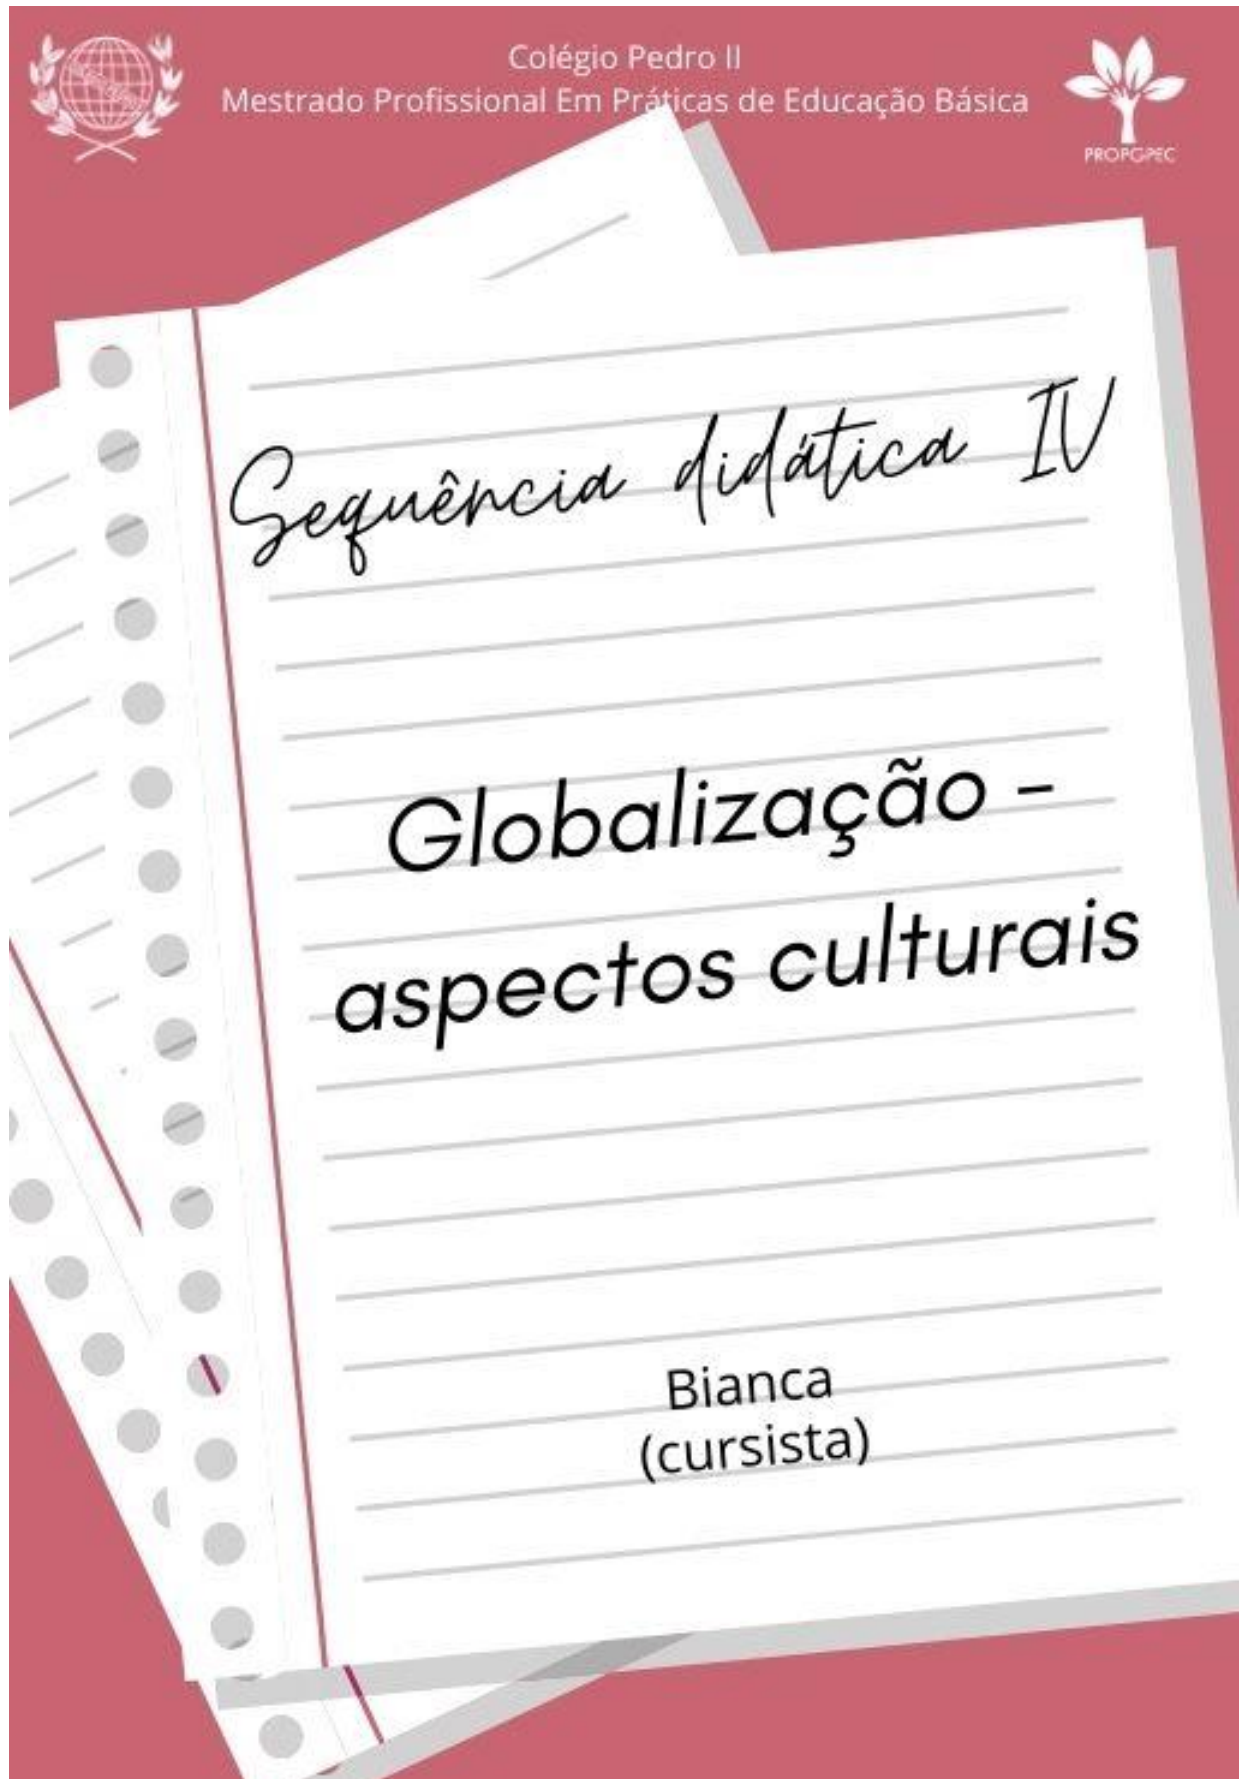 Colégio Pedro II
Mestrado Profissional Em Práticas de Educação Básica
PROPGPEC
Sequência didática IV
Globalização -
aspectos culturais
Bianca
(cursista)